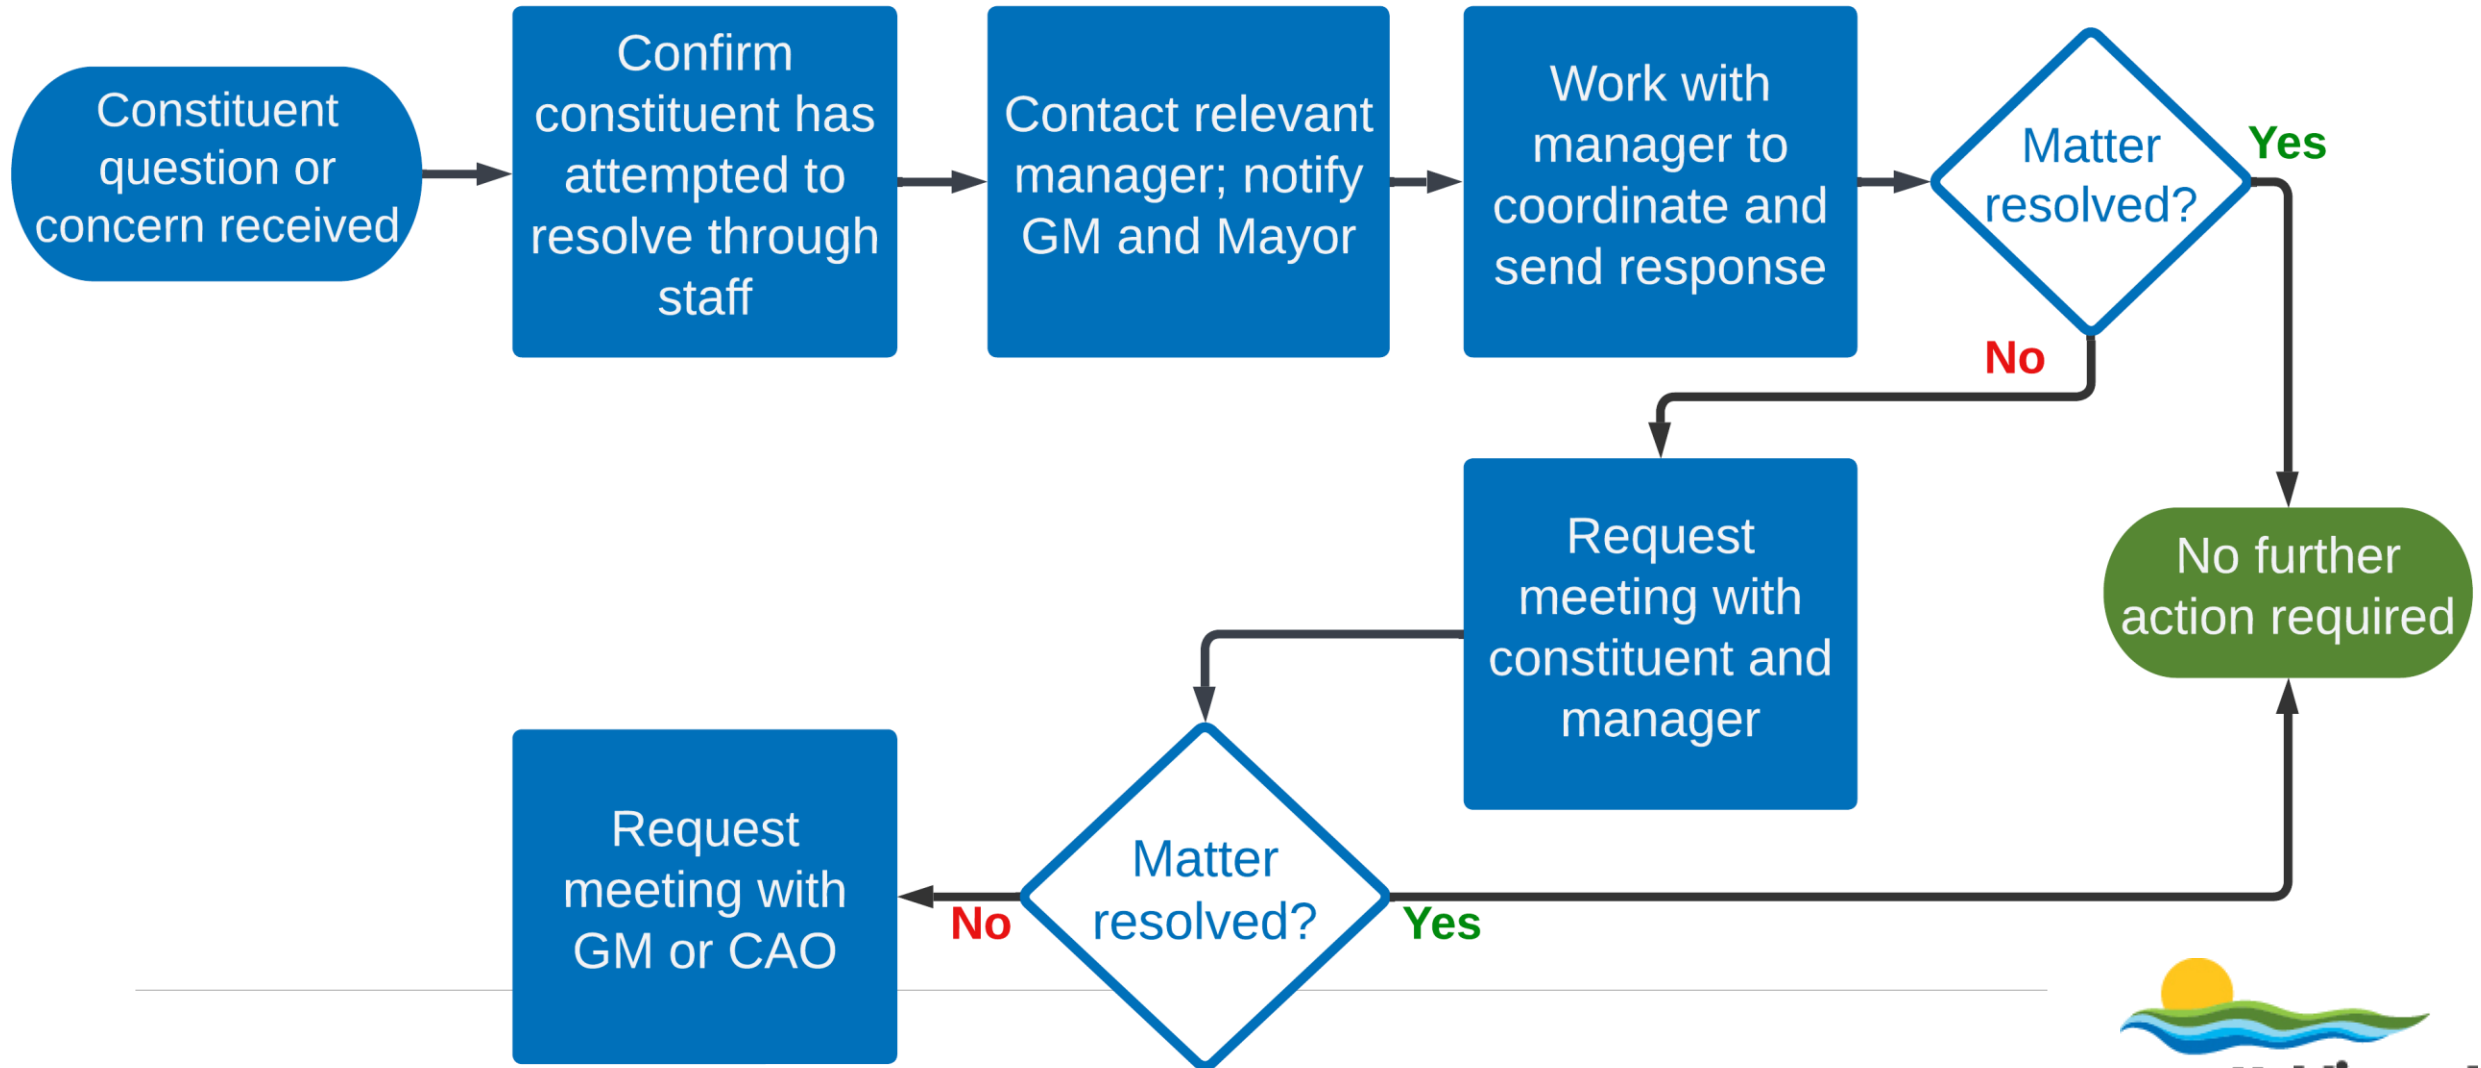 Constituent
question or
concern received
Confirm
constituent has
attempted to
resolve through
staff
Contact relevant
manager; notify
GM and Mayor
Work with
manager to
coordinate and
send response
Matter
resolved?
Yes
No
Request
meeting with
constituent and
manager
No further
action required
Matter
resolved?
No
Yes
Request
meeting with
GM or CAO